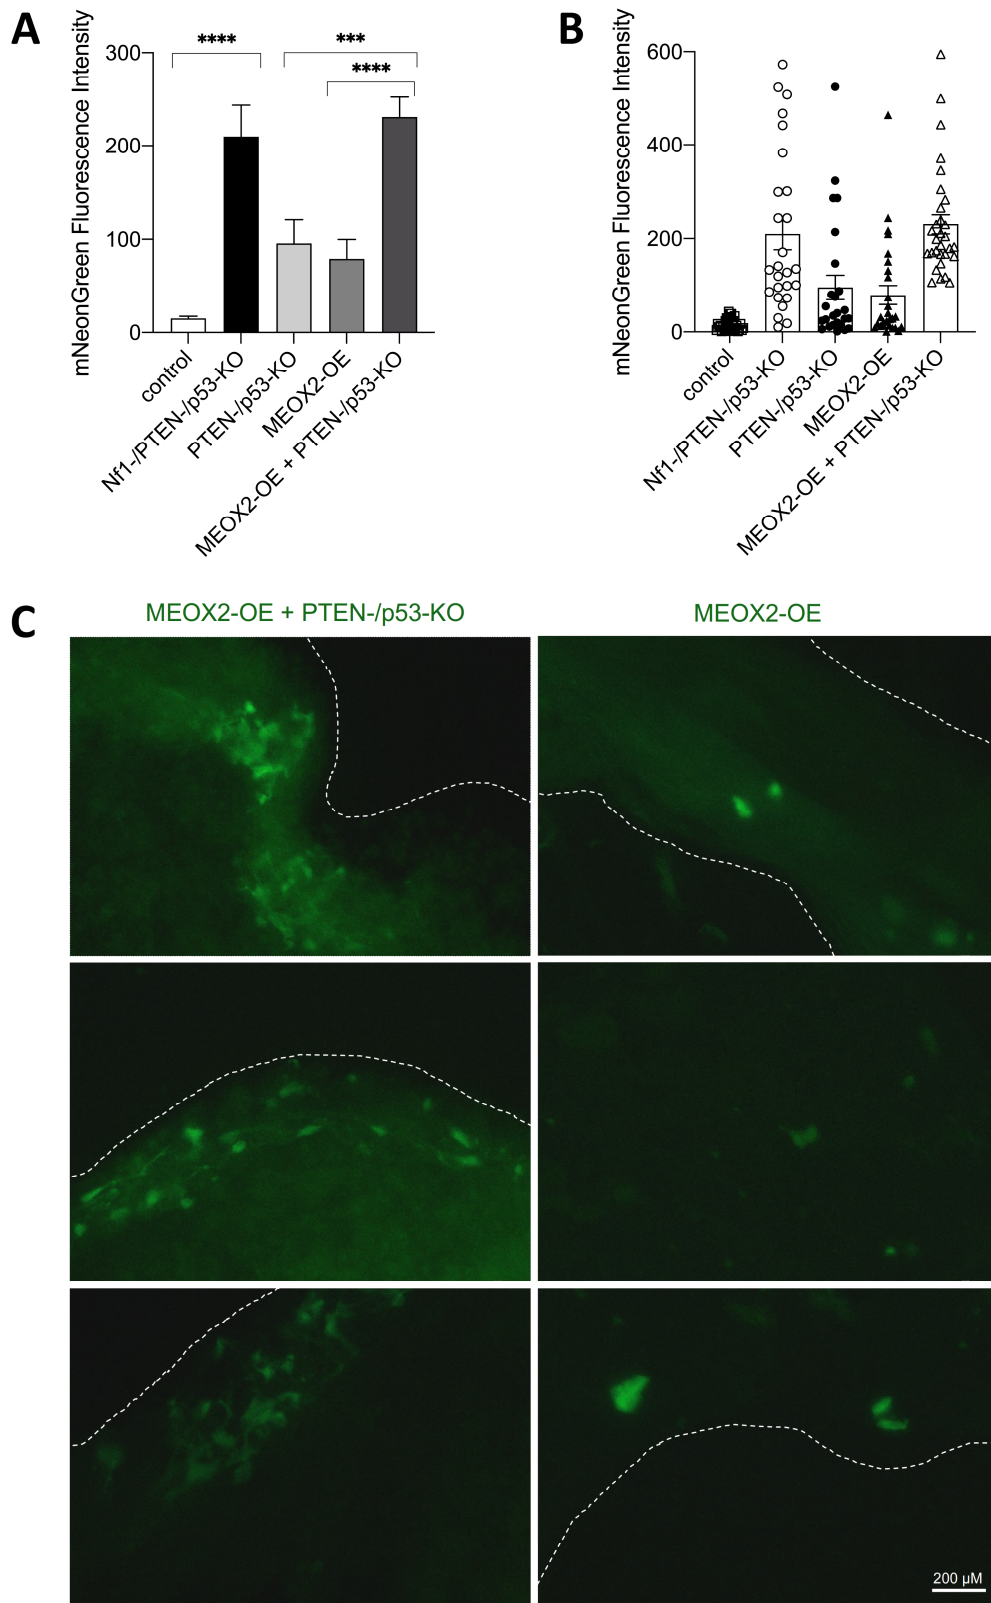 A
mNeonGreen Fluorescence Intensity
300
200
100
0
****
***
****
control
Nf1-/PTEN-/p53-KO
PTEN-/p53-KO
MEOX2-OE
MEOX2-OE + PTEN-/p53-KO
B
mNeonGreen Fluorescence Intensity
600
400
200
0
control
Nf1-/PTEN-/p53-KO
PTEN-/p53-KO
MEOX2-OE
MEOX2-OE + PTEN-/p53-KO
C
MEOX2-OE + PTEN-/p53-KO
MEOX2-OE
200 µM